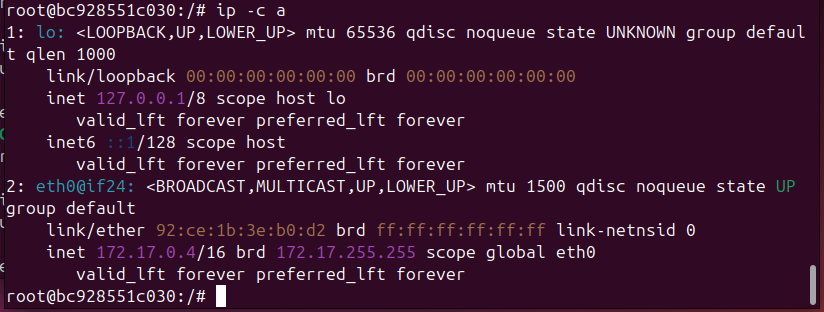 root@bc928551c030:/# ip -c a
1: lo: <LOOPBACK,UP,LOWER_UP> mtu 65536 qdisc noqueue state UNKNOWN group defaul
t qlen 1000
    link/loopback 00:00:00:00:00:00 brd 00:00:00:00:00:00
    inet 127.0.0.1/8 scope host lo
       valid_lft forever preferred_lft forever
    inet6 ::1/128 scope host
       valid_lft forever preferred_lft forever
2: eth0@if24: <BROADCAST,MULTICAST,UP,LOWER_UP> mtu 1500 qdisc noqueue state UP
group default
    link/ether 92:ce:1b:3e:b0:d2 brd ff:ff:ff:ff:ff:ff link-netnsid 0
    inet 172.17.0.4/16 brd 172.17.255.255 scope global eth0
       valid_lft forever preferred_lft forever
root@bc928551c030:/#